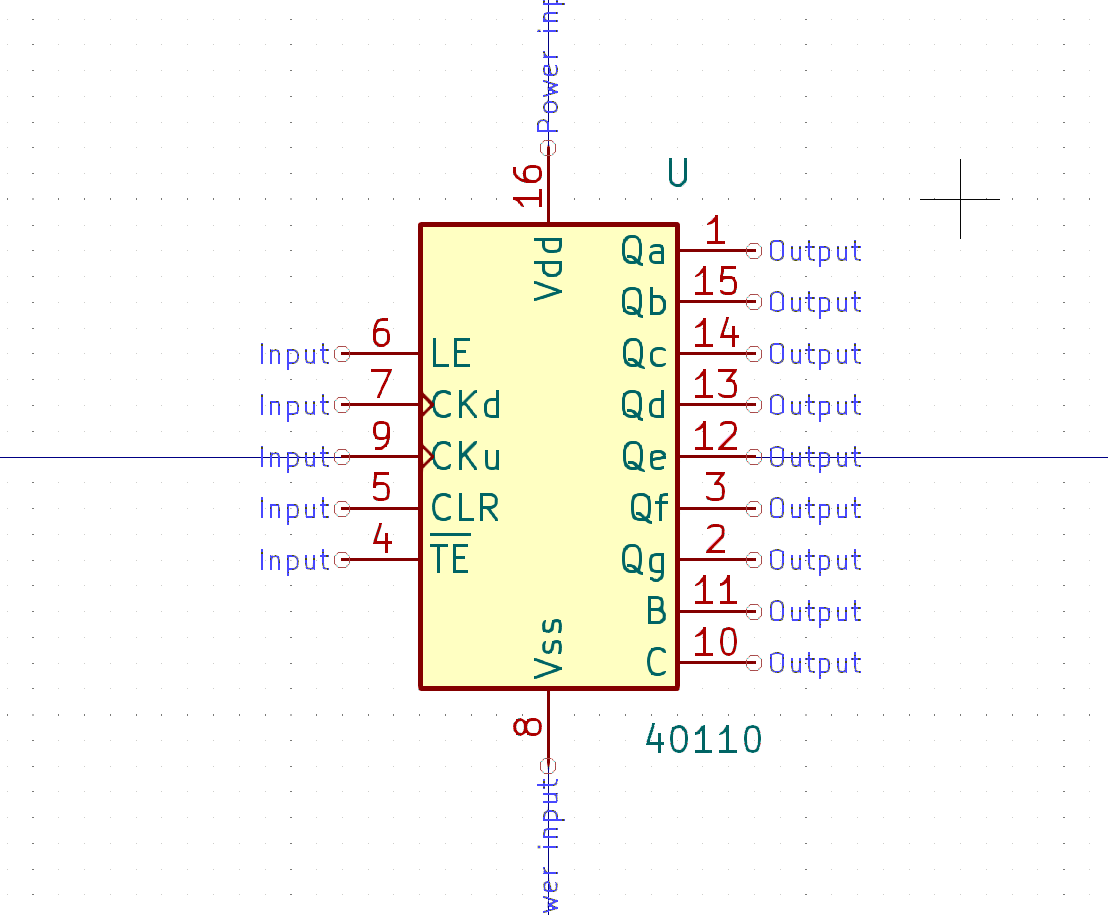 Power inp
16
U
Vdd
Qa 1 Output
Qb 15 Output
Input 6 LE Qc 14 Output
Input 7 CKd Qd 13 Output
Input 9 CKu Qe 12 Output
Input 5 CLR Qf 3 Output
Input 4 TE Qg 2 Output
B 11 Output
Vss
C 10 Output
8
40110
wer input